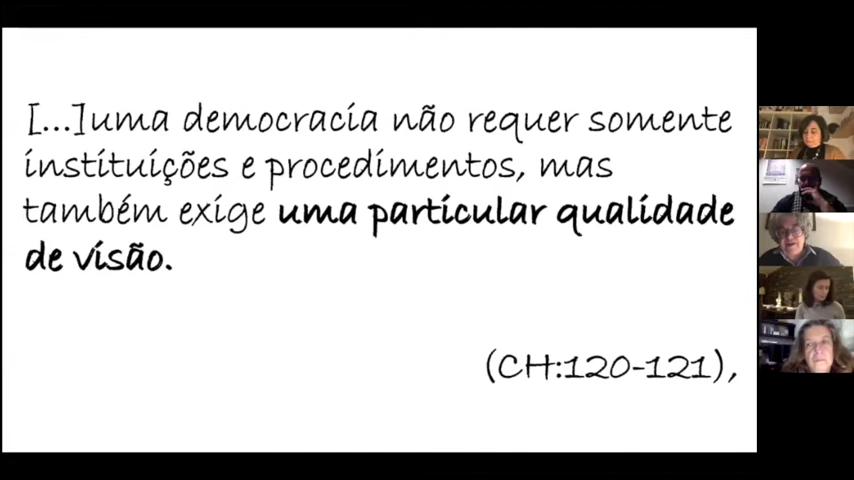 [...]uma democracia não requer somente
instituições e procedimentos, mas
também exige uma particular qualidade
de visão.
(CH:120-121),